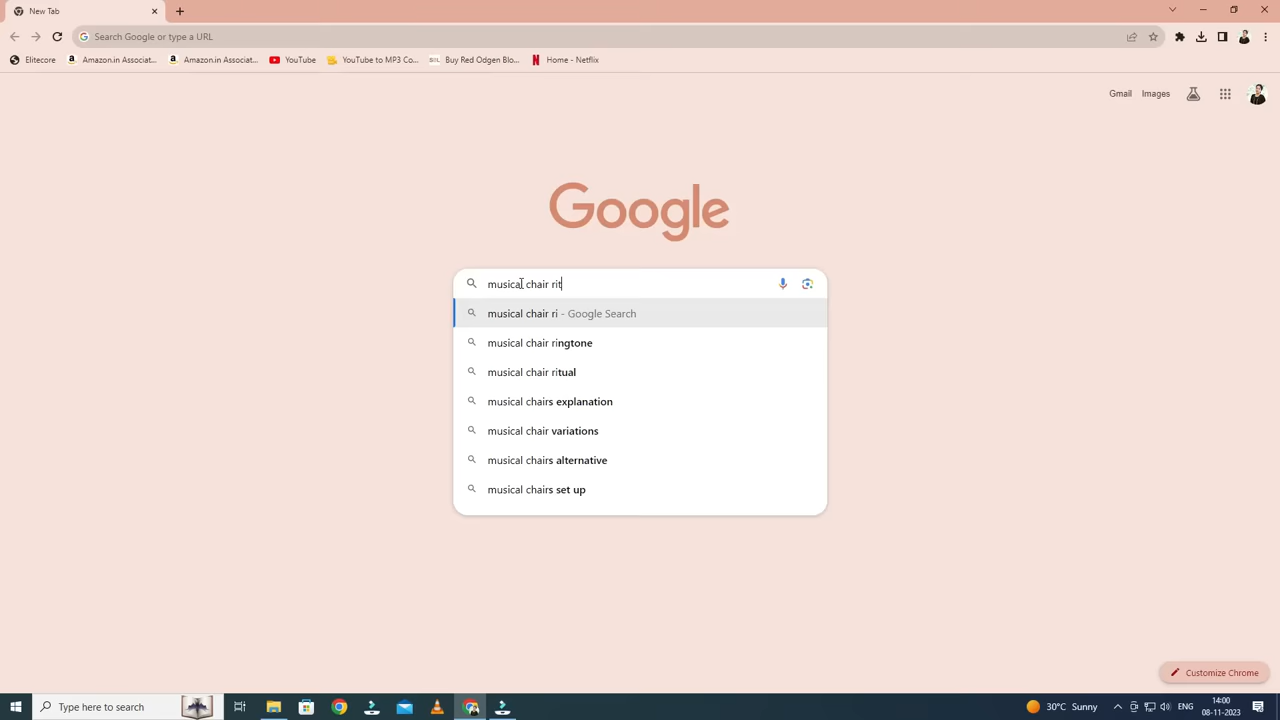 New Tab
Search Google or type a URL
Elitecore
Amazon.in Associat...
Amazon.in Associat...
YouTube
YouTube to MP3 Co...
Buy Red Odgen Blo...
Home - Netflix
Gmail
Images
Google
musical chair rit
musical chair ri - Google Search
musical chair ringtone
musical chair ritual
musical chairs explanation
musical chair variations
musical chairs alternative
musical chairs set up
Customize Chrome
Type here to search
30°C Sunny
ENG
14:00
08-11-2023